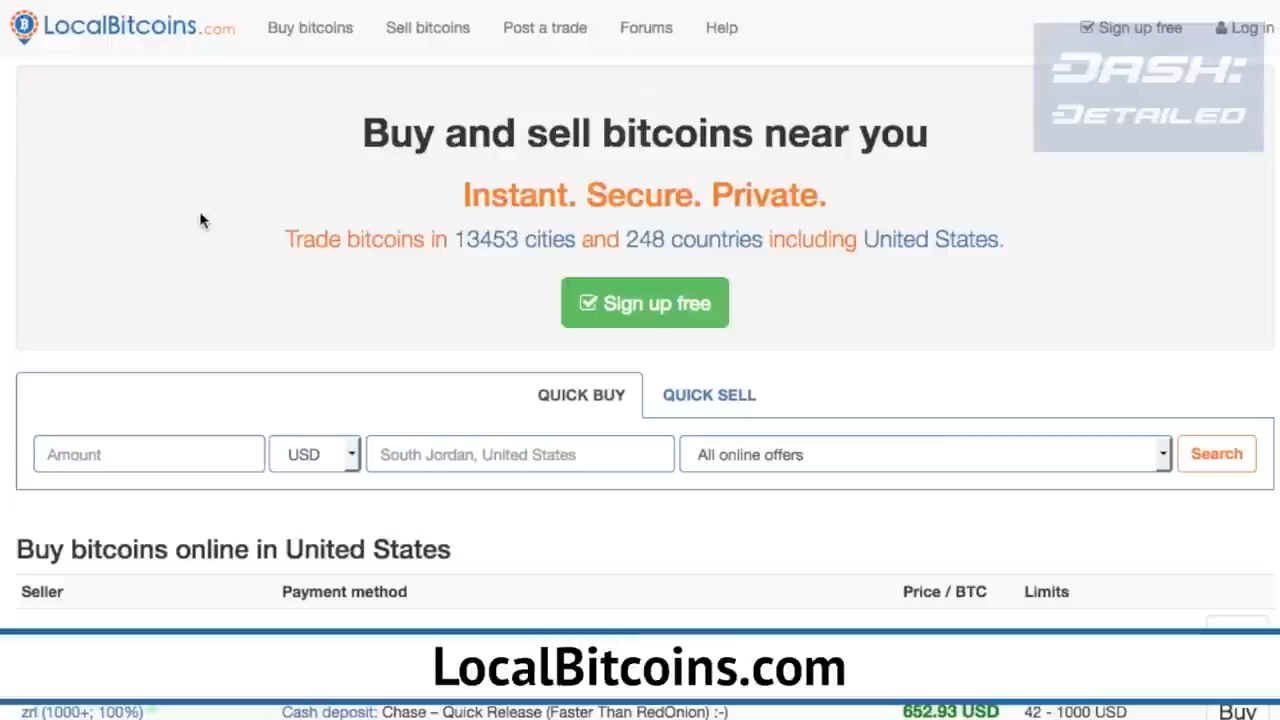 LocalBitcoins.com
Buy bitcoins
Sell bitcoins
Post a trade
Forums
Help
Sign up free
Log in
DASH:
DETAILED
Buy and sell bitcoins near you
Instant. Secure. Private.
Trade bitcoins in 13453 cities and 248 countries including United States.
Sign up free
QUICK BUY
QUICK SELL
Amount
USD
South Jordan, United States
All online offers
Search
Buy bitcoins online in United States
Seller
Payment method
Price / BTC
Limits
LocalBitcoins.com
zrl (1000+; 100%)
Cash deposit: Chase – Quick Release (Faster Than RedOnion) :-)
652.93 USD
42 - 1000 USD
Buy